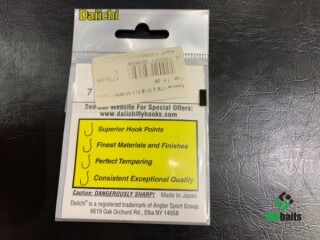 Daiichi
7
See Our Website For Special Offers:
www.daiichiflyhooks.com
Superior Hook Points
Finest Materials and Finishes
Perfect Tempering
Consistent Exceptional Quality
Caution: DANGEROUSLY SHARP! Made in Japan.
Daiichi® is a registered trademark of Angler Sport Group.
6619 Oak Orchard Rd., Elba NY 14058
baits